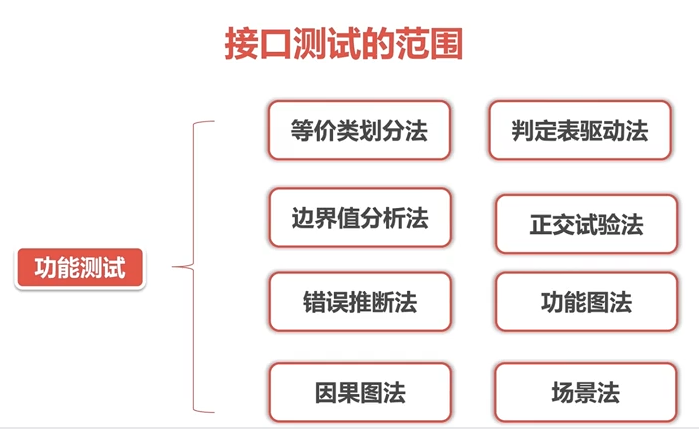 接口测试的范围
等价类划分法
判定表驱动法
边界值分析法
正交试验法
功能测试
错误推断法
功能图法
因果图法
场景法